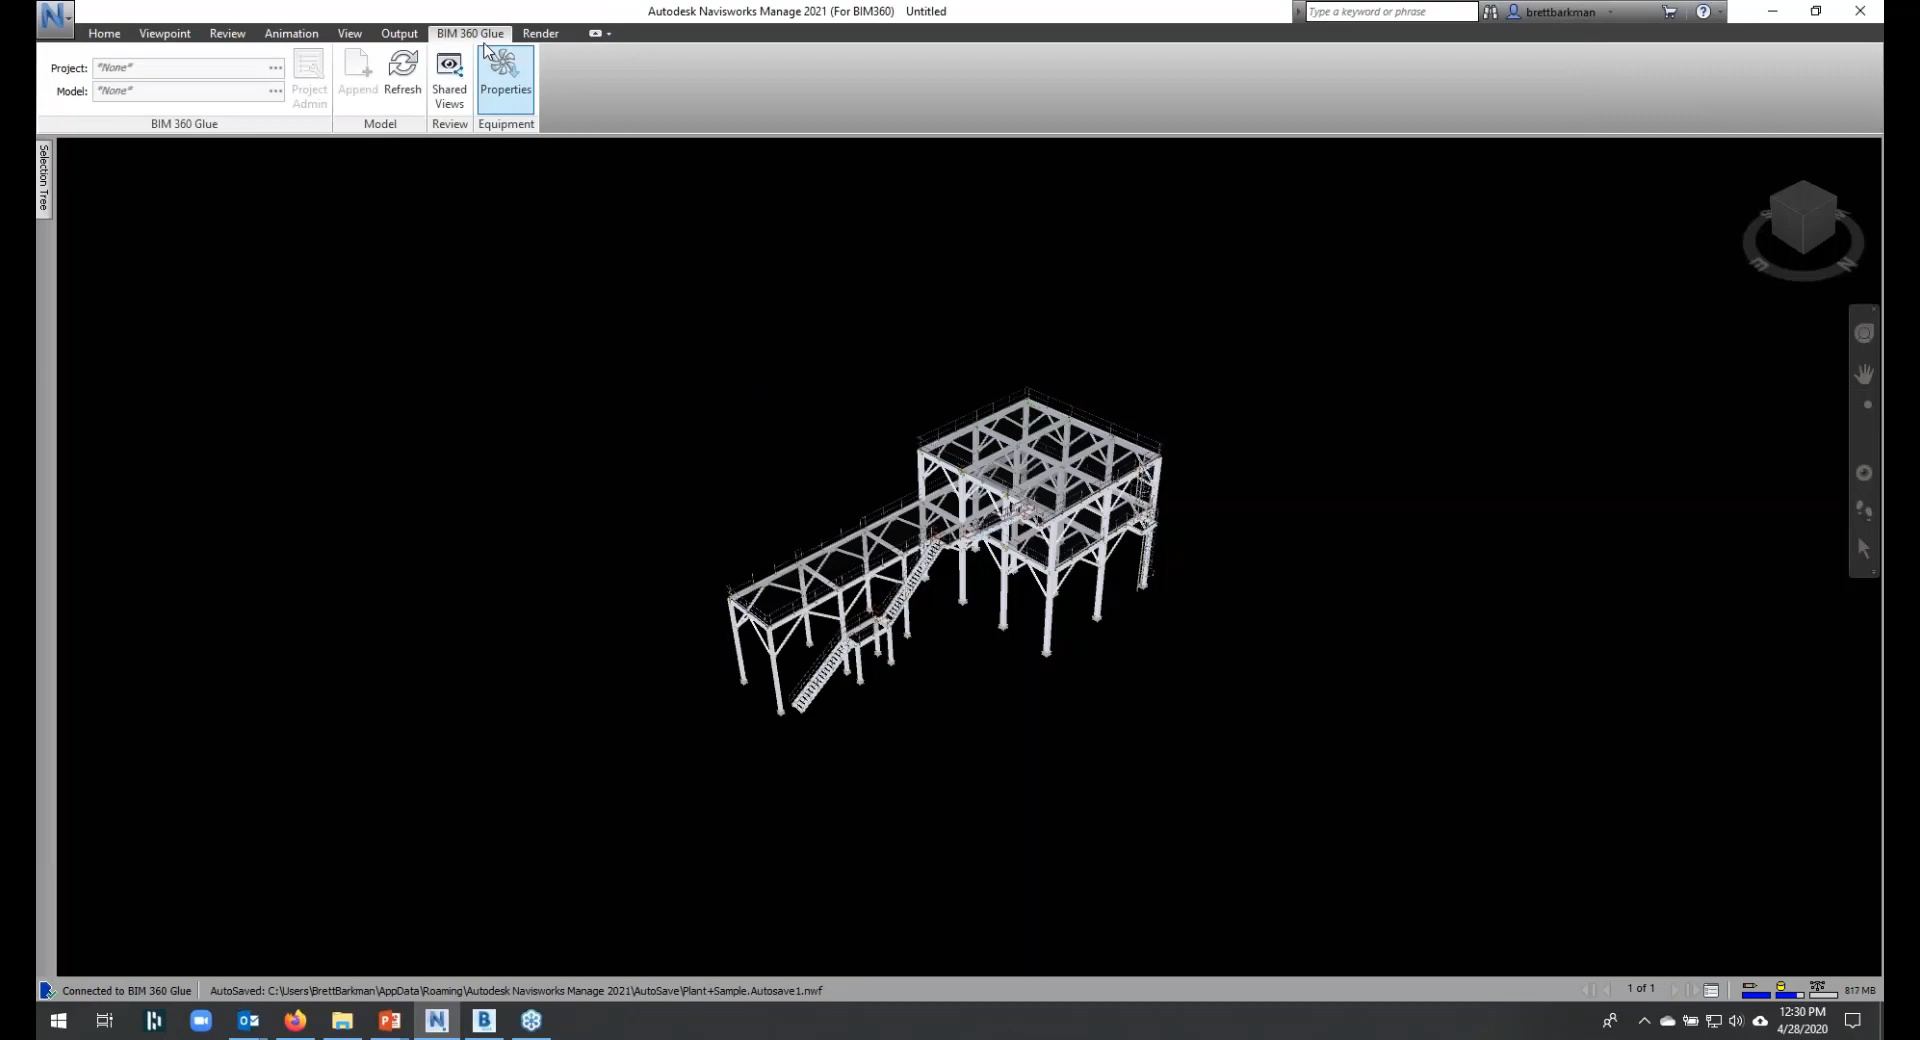 Autodesk Navisworks Manage 2021 (For BIM360) Untitled
Type a keyword or phrase
brettbarkman
Home Viewpoint Review Animation View Output BIM 360 Glue Render
Project: *None*
Model: *None*
Project
Admin
Append
Refresh
Shared
Views
Properties
BIM 360 Glue Model Review Equipment
Selection Tree
Connected to BIM 360 Glue
AutoSaved: C:\Users\BrettBarkman\AppData\Roaming\Autodesk Navisworks Manage 2021\AutoSave\Plant+Sample.Autosave1.nwf
1 of 1
817 MB
12:30 PM
4/28/2020